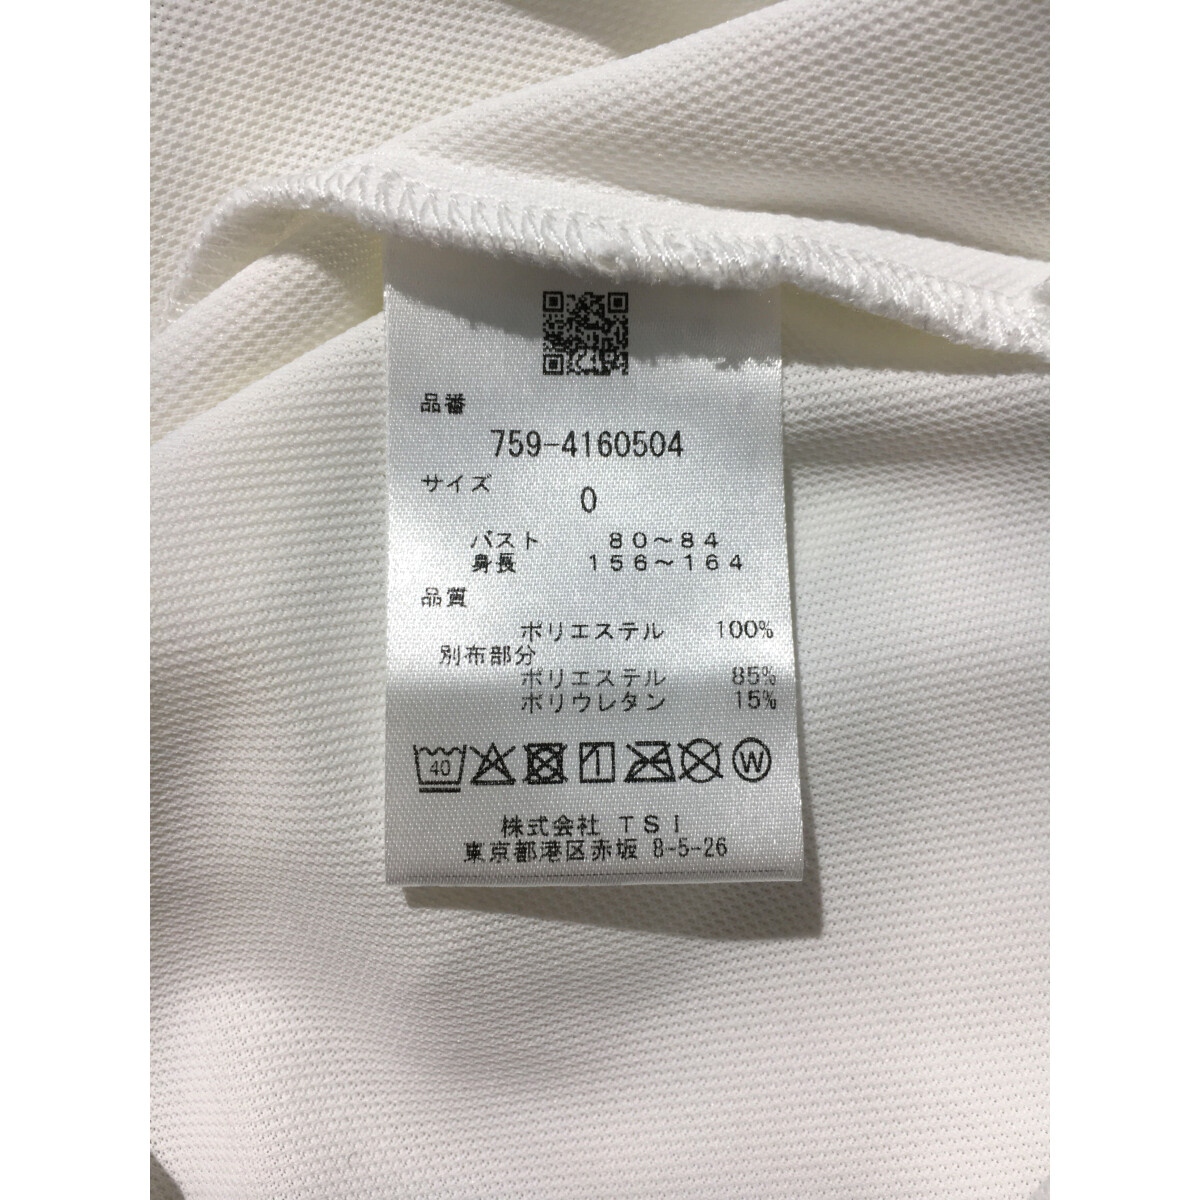 品番
759-4160504
サイズ 0
バスト 80～84
身長 156～164
品質
ポリエステル 100%
別布部分
ポリエステル 85%
ポリウレタン 15%
40 W
株式会社 TSI
東京都港区赤坂 8-5-26